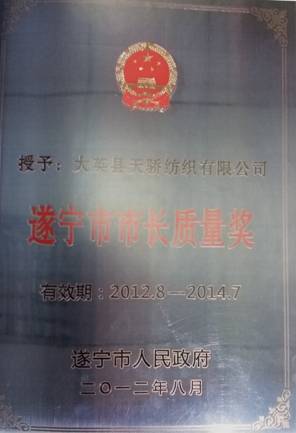 授予：大英县天骄纺织有限公司
遂宁市市长质量奖
有效期：2012.8—2014.7
遂宁市人民政府
二〇一二年八月